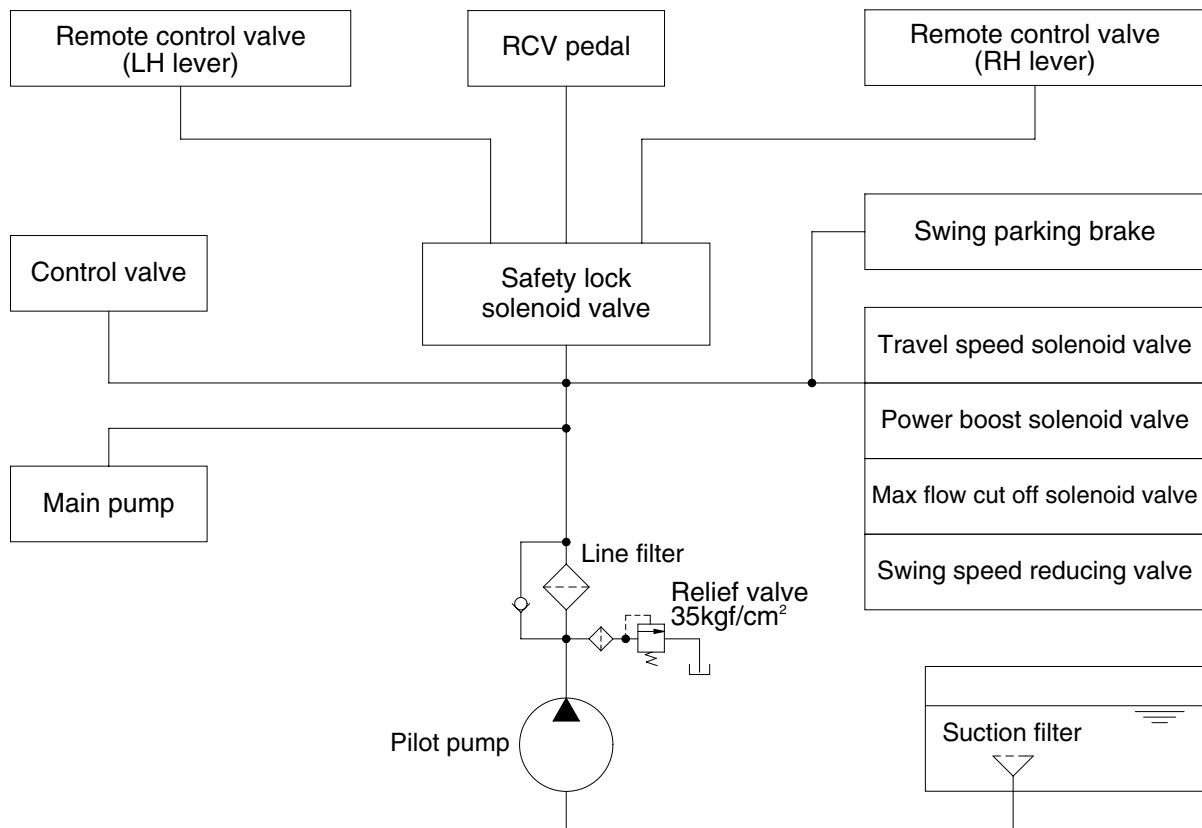 Remote control valve
(LH lever)
RCV pedal
Remote control valve
(RH lever)
Swing parking brake
Control valve
Safety lock
solenoid valve
Travel speed solenoid valve
Power boost solenoid valve
Main pump
Max flow cut off solenoid valve
Line filter
Swing speed reducing valve
Relief valve
35kgf/cm²
Pilot pump
Suction filter